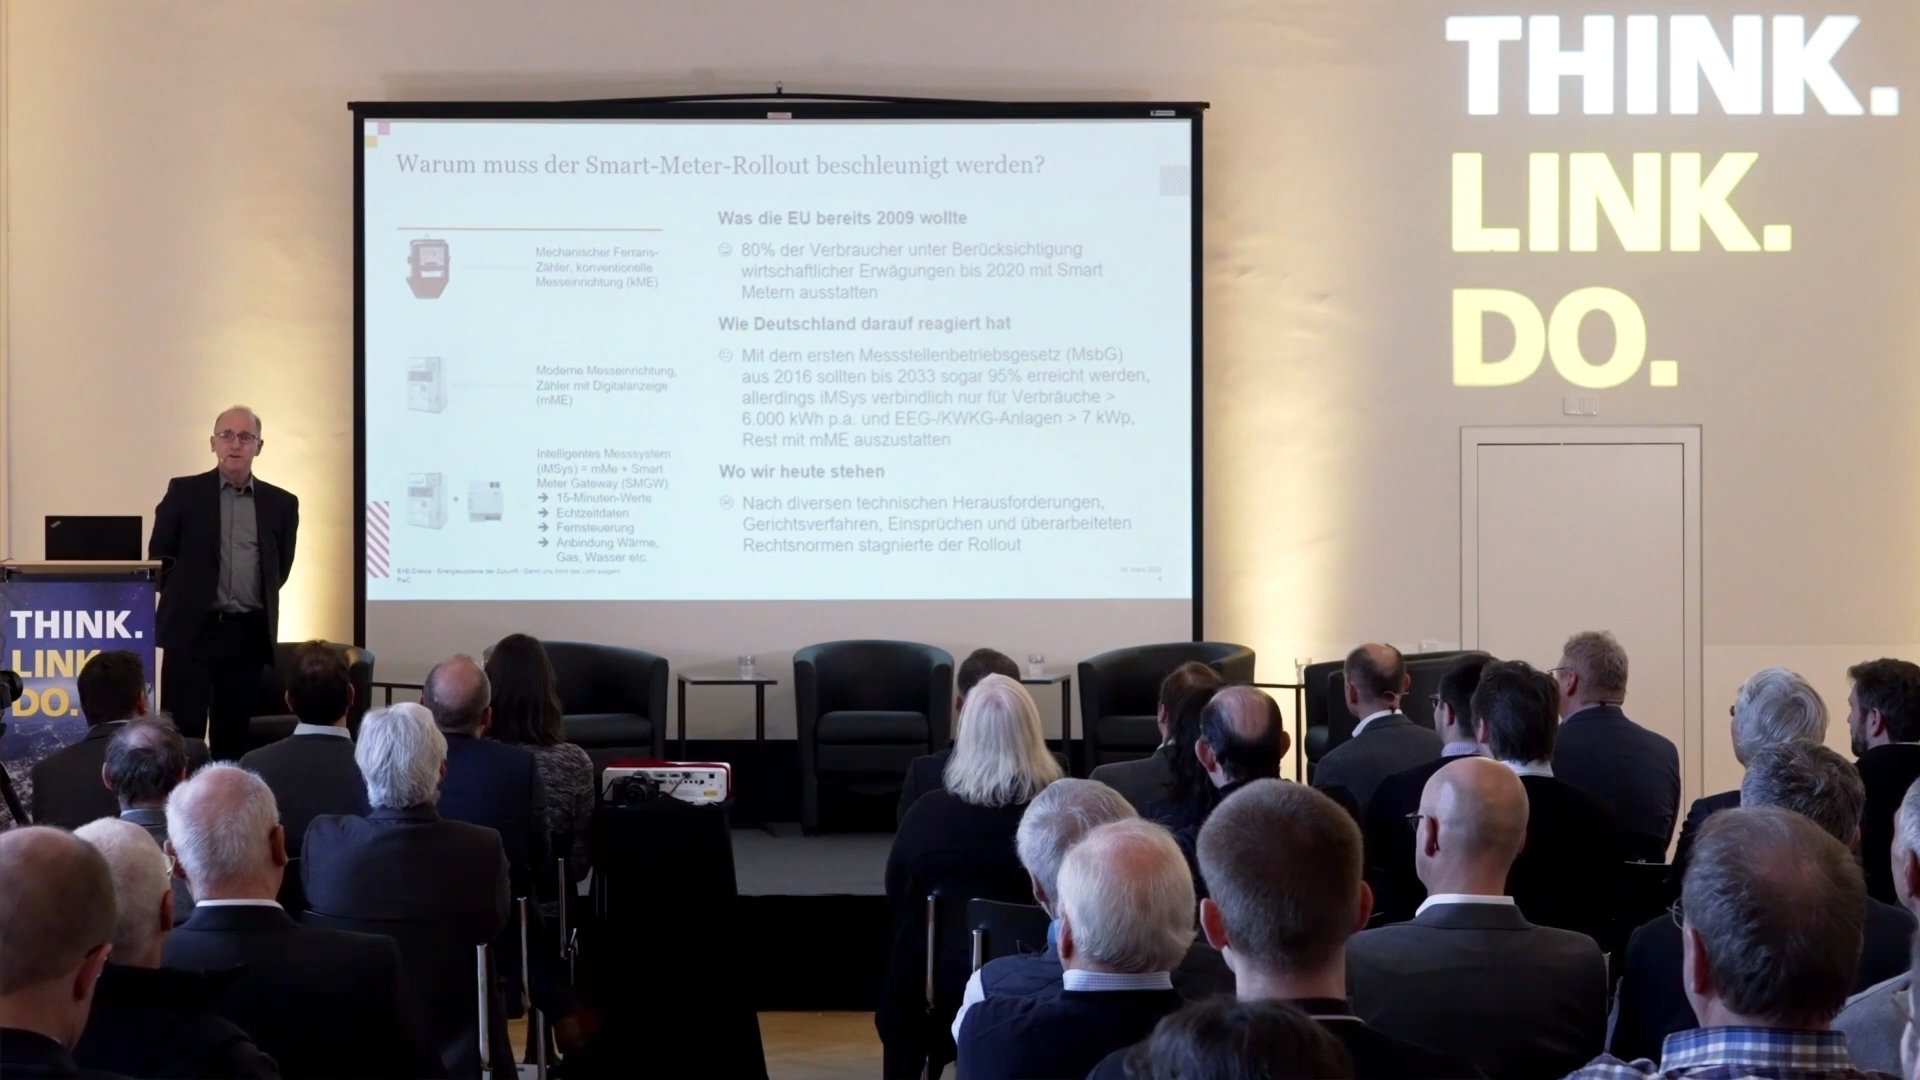 THINK.
LINK.
DO.
Warum muss der Smart-Meter-Rollout beschleunigt werden?
Mechanischer Ferraris-
Zähler, konventionelle
Messeinrichtung (kME)
Moderne Messeinrichtung,
Zähler mit Digitalanzeige
(mME)
Intelligentes Messsystem
(iMSys) = mMe + Smart
Meter Gateway (SMGW)
→ 15-Minuten-Werte
→ Echtzeitdaten
→ Fernsteuerung
→ Anbindung Wärme,
Gas, Wasser etc.
Was die EU bereits 2009 wollte
80% der Verbraucher unter Berücksichtigung
wirtschaftlicher Erwägungen bis 2020 mit Smart
Metern ausstatten
Wie Deutschland darauf reagiert hat
Mit dem ersten Messstellenbetriebsgesetz (MsbG)
aus 2016 sollten bis 2033 sogar 95% erreicht werden,
allerdings iMSys verbindlich nur für Verbräuche >
6.000 kWh p.a. und EEG-/KWKG-Anlagen > 7 kWp,
Rest mit mME auszustatten
Wo wir heute stehen
Nach diversen technischen Herausforderungen,
Gerichtsverfahren, Einsprüchen und überarbeiteten
Rechtsnormen stagnierte der Rollout
PwC
THINK.
LINK.
DO.